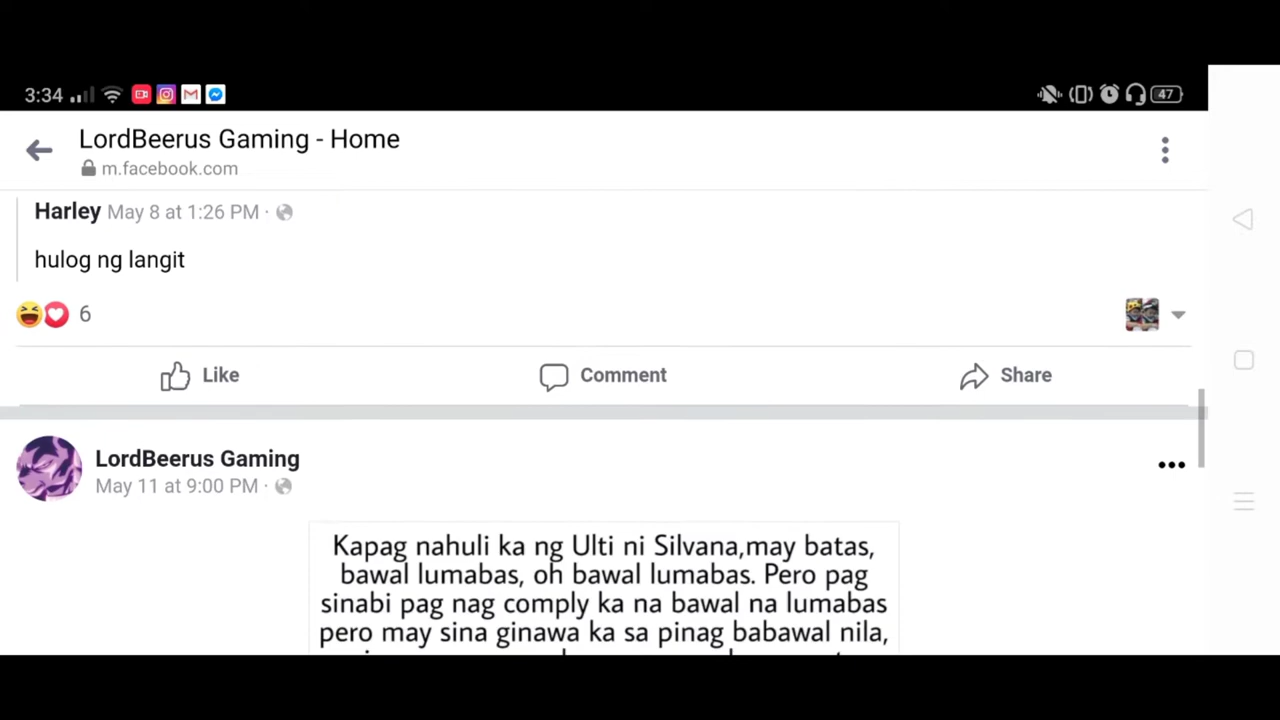 3:34
47
LordBeerus Gaming - Home
m.facebook.com
Harley May 8 at 1:26 PM ·
hulog ng langit
6
Like Comment Share
LordBeerus Gaming
May 11 at 9:00 PM ·
Kapag nahuli ka ng Ulti ni Silvana,may batas,
bawal lumabas, oh bawal lumabas. Pero pag
sinabi pag nag comply ka na bawal na lumabas
pero may sina ginawa ka sa pinag babawal nila,